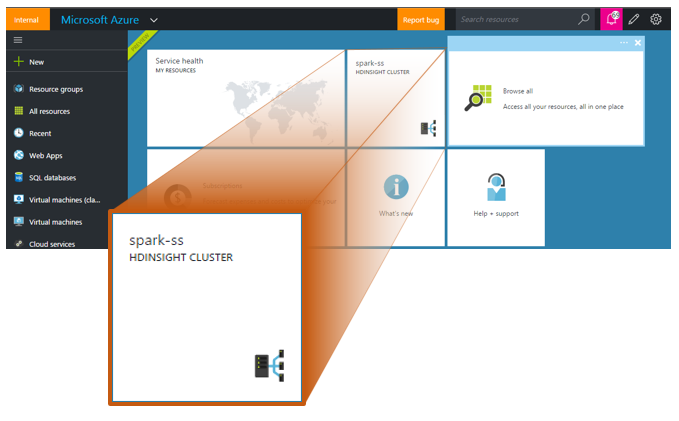 Internal
Microsoft Azure
Report bug
Search resources
PREVIEW
New
Resource groups
All resources
Recent
Web Apps
SQL databases
Virtual machines (cla...
Virtual machines
Cloud services
Service health
MY RESOURCES
spark-ss
HDINSIGHT CLUSTER
Browse all
Access all your resources, all in one place
Subscriptions
What's new
Help + support
spark-ss
HDINSIGHT CLUSTER